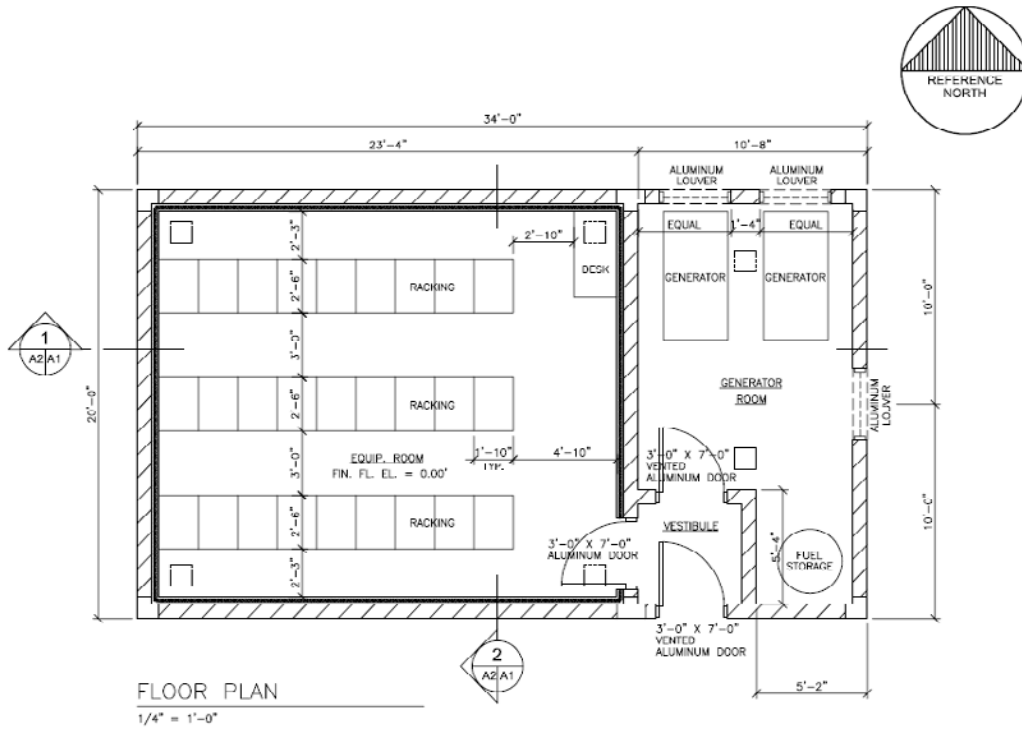 REFERENCE
NORTH
34'-0"
23'-4"
10'-8"
ALUMINUM
LOUVER
ALUMINUM
LOUVER
2'-3"
2'-10"
EQUAL
1'-4"
EQUAL
DESK
GENERATOR
GENERATOR
RACKING
2'-6"
10'-0"
1
A2 A1
3'-0"
20'-0"
GENERATOR
ROOM
ALUMINUM
LOUVER
RACKING
2'-6"
1'-10"
TYP.
4'-10"
EQUIP. ROOM
FIN. FL. EL. = 0.00'
3'-0" X 7'-0"
VENTED
ALUMINUM DOOR
3'-0"
10'-0"
RACKING
2'-6"
VESTIBULE
3'-0" X 7'-0"
ALUMINUM DOOR
5'-4"
FUEL
STORAGE
2'-3"
3'-0" X 7'-0"
VENTED
ALUMINUM DOOR
2
A2 A1
5'-2"
FLOOR PLAN
1/4" = 1'-0"